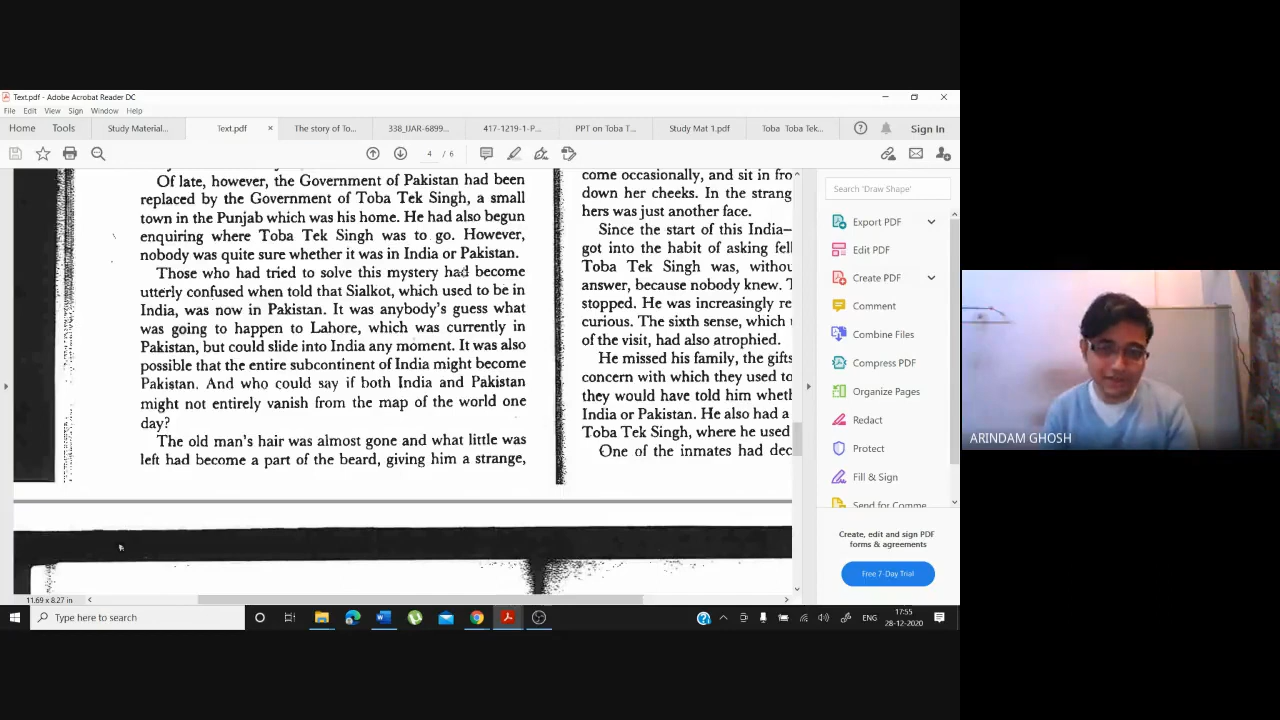 Text.pdf - Adobe Acrobat Reader DC
File Edit View Sign Window Help
Home Tools Study Material... Text.pdf × The story of To... 338_IJAR-6899... 417-1219-1-P... PPT on Toba T... Study Mat 1.pdf Toba Toba Tek... Sign In
4 / 6
Of late, however, the Government of Pakistan had been
replaced by the Government of Toba Tek Singh, a small
town in the Punjab which was his home. He had also begun
enquiring where Toba Tek Singh was to go. However,
nobody was quite sure whether it was in India or Pakistan.
Those who had tried to solve this mystery had become
utterly confused when told that Sialkot, which used to be in
India, was now in Pakistan. It was anybody's guess what
was going to happen to Lahore, which was currently in
Pakistan, but could slide into India any moment. It was also
possible that the entire subcontinent of India might become
Pakistan. And who could say if both India and Pakistan
might not entirely vanish from the map of the world one
day?
The old man's hair was almost gone and what little was
left had become a part of the beard, giving him a strange,
come occasionally, and sit in fro
down her cheeks. In the strang
hers was just another face.
Since the start of this India—
got into the habit of asking fell
Toba Tek Singh was, withou
answer, because nobody knew. T
stopped. He was increasingly re
curious. The sixth sense, which
of the visit, had also atrophied.
He missed his family, the gifts
concern with which they used to
they would have told him wheth
India or Pakistan. He also had a
Toba Tek Singh, where he used
One of the inmates had dec
Search 'Draw Shape'
Export PDF
Edit PDF
Create PDF
Comment
Combine Files
Compress PDF
Organize Pages
Redact
Protect
Fill & Sign
Send for Comme
Create, edit and sign PDF
forms & agreements
Free 7-Day Trial
11.69 x 8.27 in
Type here to search
ENG
17:55
28-12-2020
ARINDAM GHOSH